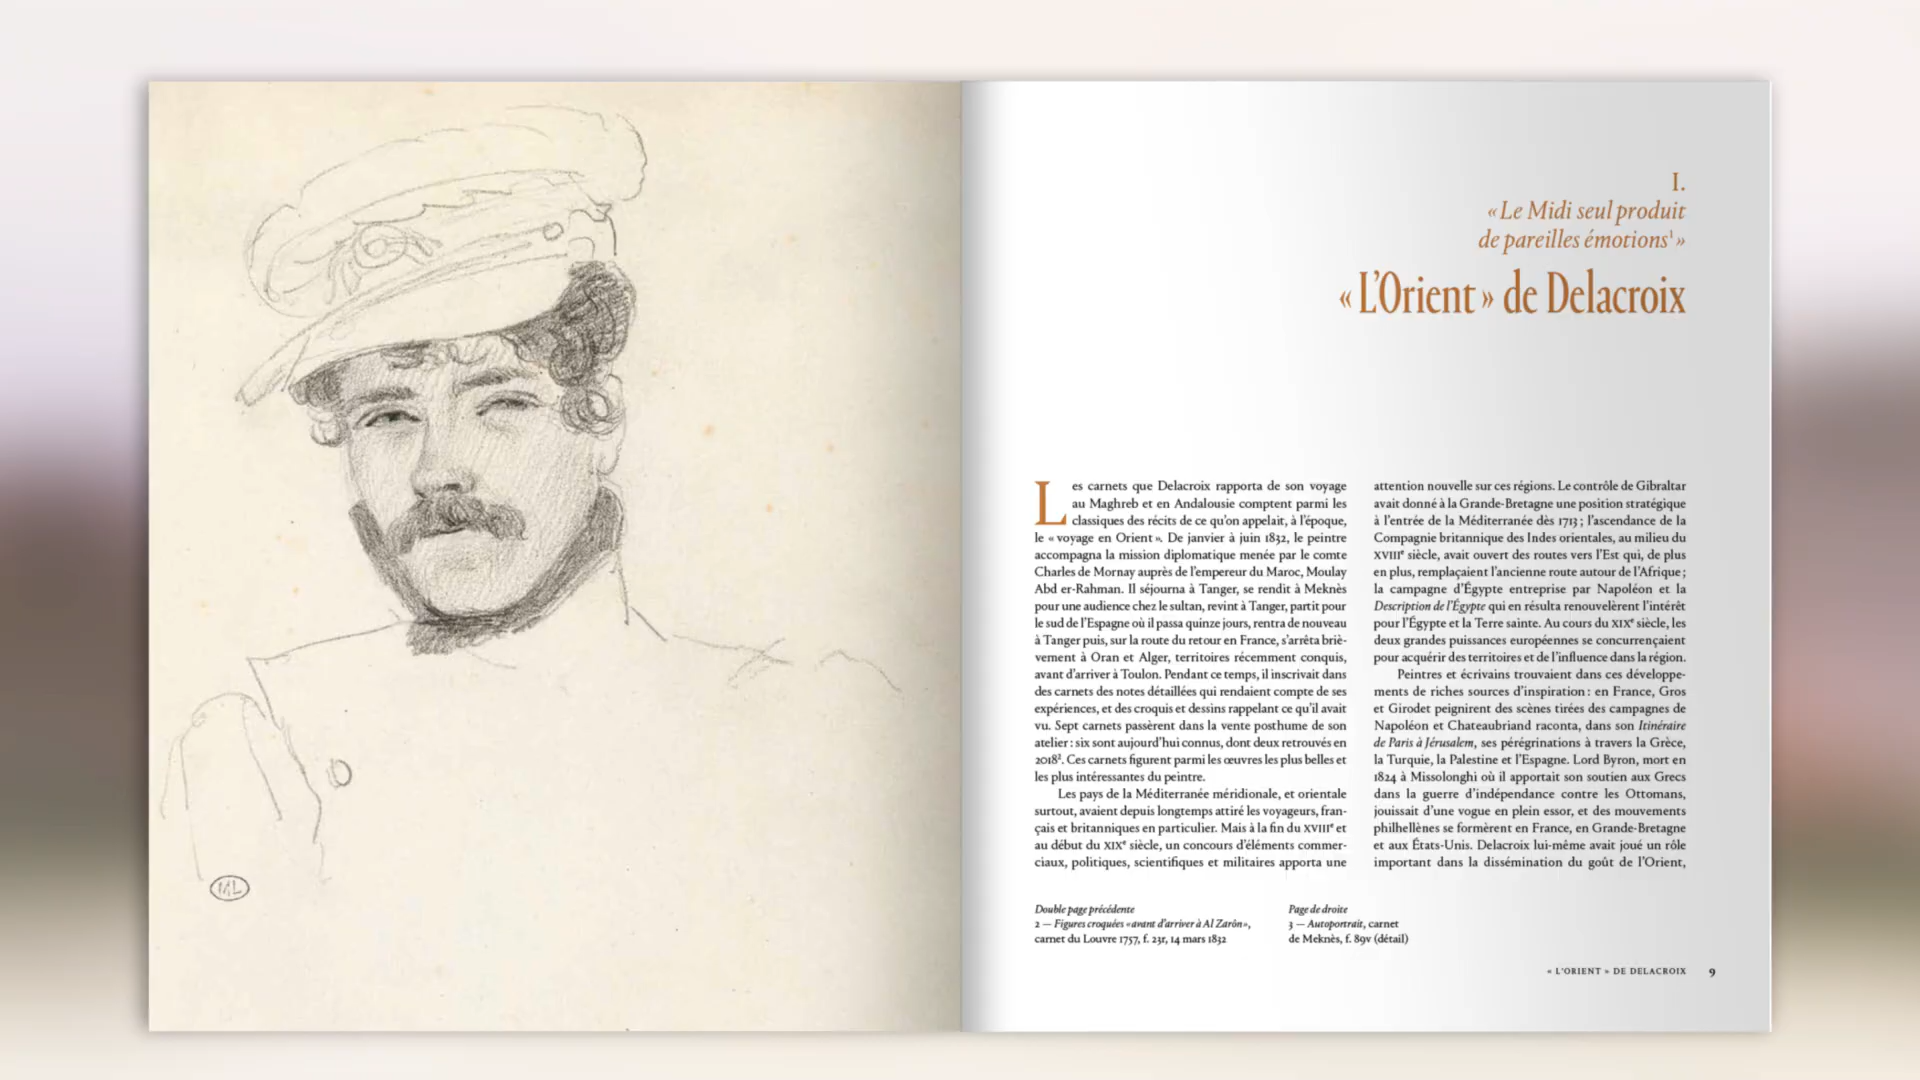 ML
I.
« Le Midi seul produit
de pareilles émotions¹ »
« L'Orient » de Delacroix
Les carnets que Delacroix rapporta de son voyage
au Maghreb et en Andalousie comptent parmi les
classiques des récits de ce qu'on appelait, à l'époque,
le « voyage en Orient ». De janvier à juin 1832, le peintre
accompagna la mission diplomatique menée par le comte
Charles de Mornay auprès de l'empereur du Maroc, Moulay
Abd er-Rahman. Il séjourna à Tanger, se rendit à Meknès
pour une audience chez le sultan, revint à Tanger, partit pour
le sud de l'Espagne où il passa quinze jours, rentra de nouveau
à Tanger puis, sur la route du retour en France, s'arrêta briè-
vement à Oran et Alger, territoires récemment conquis,
avant d'arriver à Toulon. Pendant ce temps, il inscrivait dans
des carnets des notes détaillées qui rendaient compte de ses
expériences, et des croquis et dessins rappelant ce qu'il avait
vu. Sept carnets passèrent dans la vente posthume de son
atelier : six sont aujourd'hui connus, dont deux retrouvés en
2018². Ces carnets figurent parmi les œuvres les plus belles et
les plus intéressantes du peintre.
Les pays de la Méditerranée méridionale, et orientale
surtout, avaient depuis longtemps attiré les voyageurs, fran-
çais et britanniques en particulier. Mais à la fin du XVIIIᵉ et
au début du XIXᵉ siècle, un concours d'éléments commer-
ciaux, politiques, scientifiques et militaires apporta une
attention nouvelle sur ces régions. Le contrôle de Gibraltar
avait donné à la Grande-Bretagne une position stratégique
à l'entrée de la Méditerranée dès 1713 ; l'ascendance de la
Compagnie britannique des Indes orientales, au milieu du
XVIIIᵉ siècle, avait ouvert des routes vers l'Est qui, de plus
en plus, remplaçaient l'ancienne route autour de l'Afrique ;
la campagne d'Égypte entreprise par Napoléon et la
Description de l'Égypte qui en résulta renouvelèrent l'intérêt
pour l'Égypte et la Terre sainte. Au cours du XIXᵉ siècle, les
deux grandes puissances européennes se concurrençaient
pour acquérir des territoires et de l'influence dans la région.
Peintres et écrivains trouvaient dans ces développe-
ments de riches sources d'inspiration : en France, Gros
et Girodet peignirent des scènes tirées des campagnes de
Napoléon et Chateaubriand raconta, dans son Itinéraire
de Paris à Jérusalem, ses pérégrinations à travers la Grèce,
la Turquie, la Palestine et l'Espagne. Lord Byron, mort en
1824 à Missolonghi où il apportait son soutien aux Grecs
dans la guerre d'indépendance contre les Ottomans,
jouissait d'une vogue en plein essor, et des mouvements
philhellènes se formèrent en France, en Grande-Bretagne
et aux États-Unis. Delacroix lui-même avait joué un rôle
important dans la dissémination du goût de l'Orient,
Double page précédente
2 — Figures croquées « avant d'arriver à Al Zarôn »,
carnet du Louvre 1757, f. 23r, 14 mars 1832
Page de droite
3 — Autoportrait, carnet
de Meknès, f. 89v (détail)
« L'ORIENT » DE DELACROIX 9